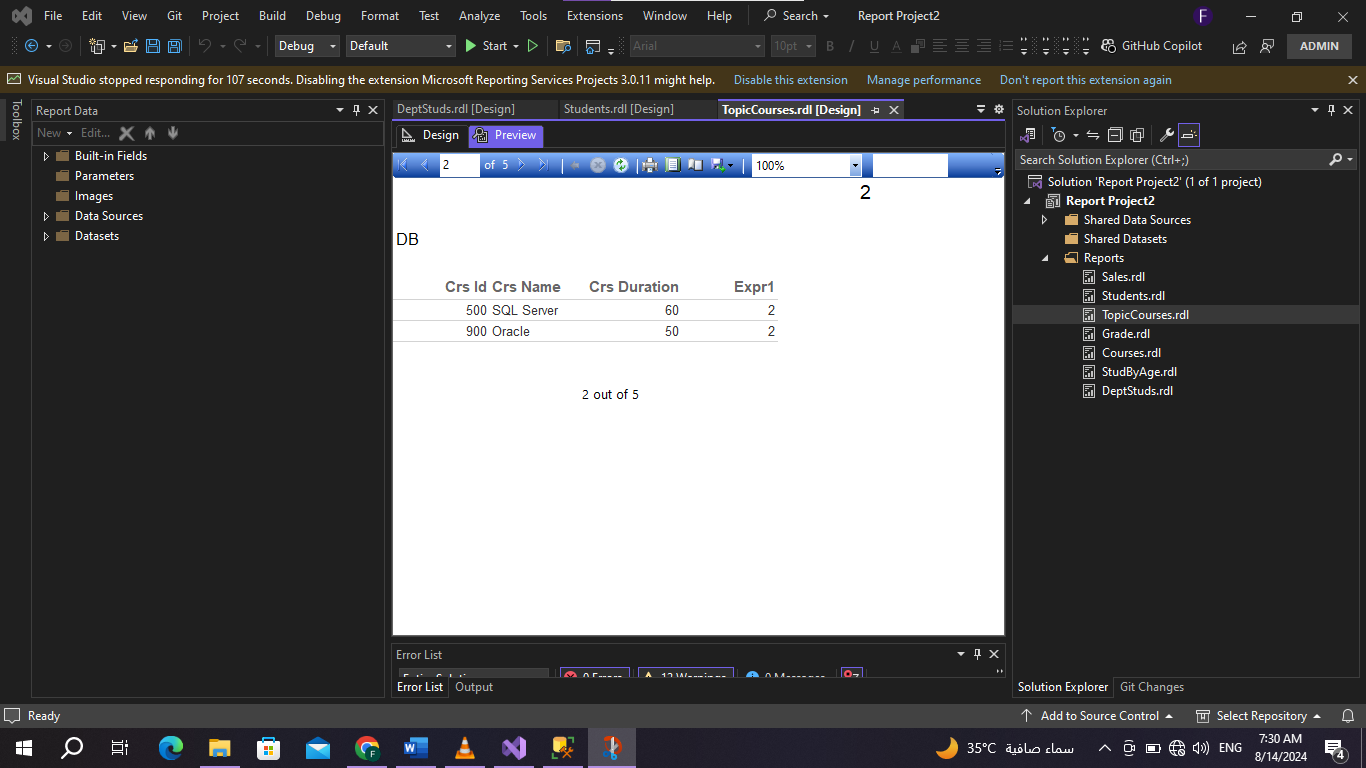 File Edit View Git Project Build Debug Format Test Analyze Tools Extensions Window Help Search Report Project2 F
Debug Default Start Arial 10pt B I U A GitHub Copilot ADMIN
Visual Studio stopped responding for 107 seconds. Disabling the extension Microsoft Reporting Services Projects 3.0.11 might help. Disable this extension Manage performance Don't report this extension again
Toolbox
Report Data
New Edit...
Built-in Fields
Parameters
Images
Data Sources
Datasets
DeptStuds.rdl [Design] Students.rdl [Design] TopicCourses.rdl [Design]
Design Preview
2 of 5 100%
2
DB
Crs Id Crs Name Crs Duration Expr1
500 SQL Server 60 2
900 Oracle 50 2
2 out of 5
Error List
Entire Solution 0 Errors 12 Warnings 0 Messages
Error List Output
Solution Explorer
Search Solution Explorer (Ctrl+;)
Solution 'Report Project2' (1 of 1 project)
Report Project2
Shared Data Sources
Shared Datasets
Reports
Sales.rdl
Students.rdl
TopicCourses.rdl
Grade.rdl
Courses.rdl
StudByAge.rdl
DeptStuds.rdl
Solution Explorer Git Changes
Ready Add to Source Control Select Repository
35°C سماء صافية ENG 7:30 AM
8/14/2024 4